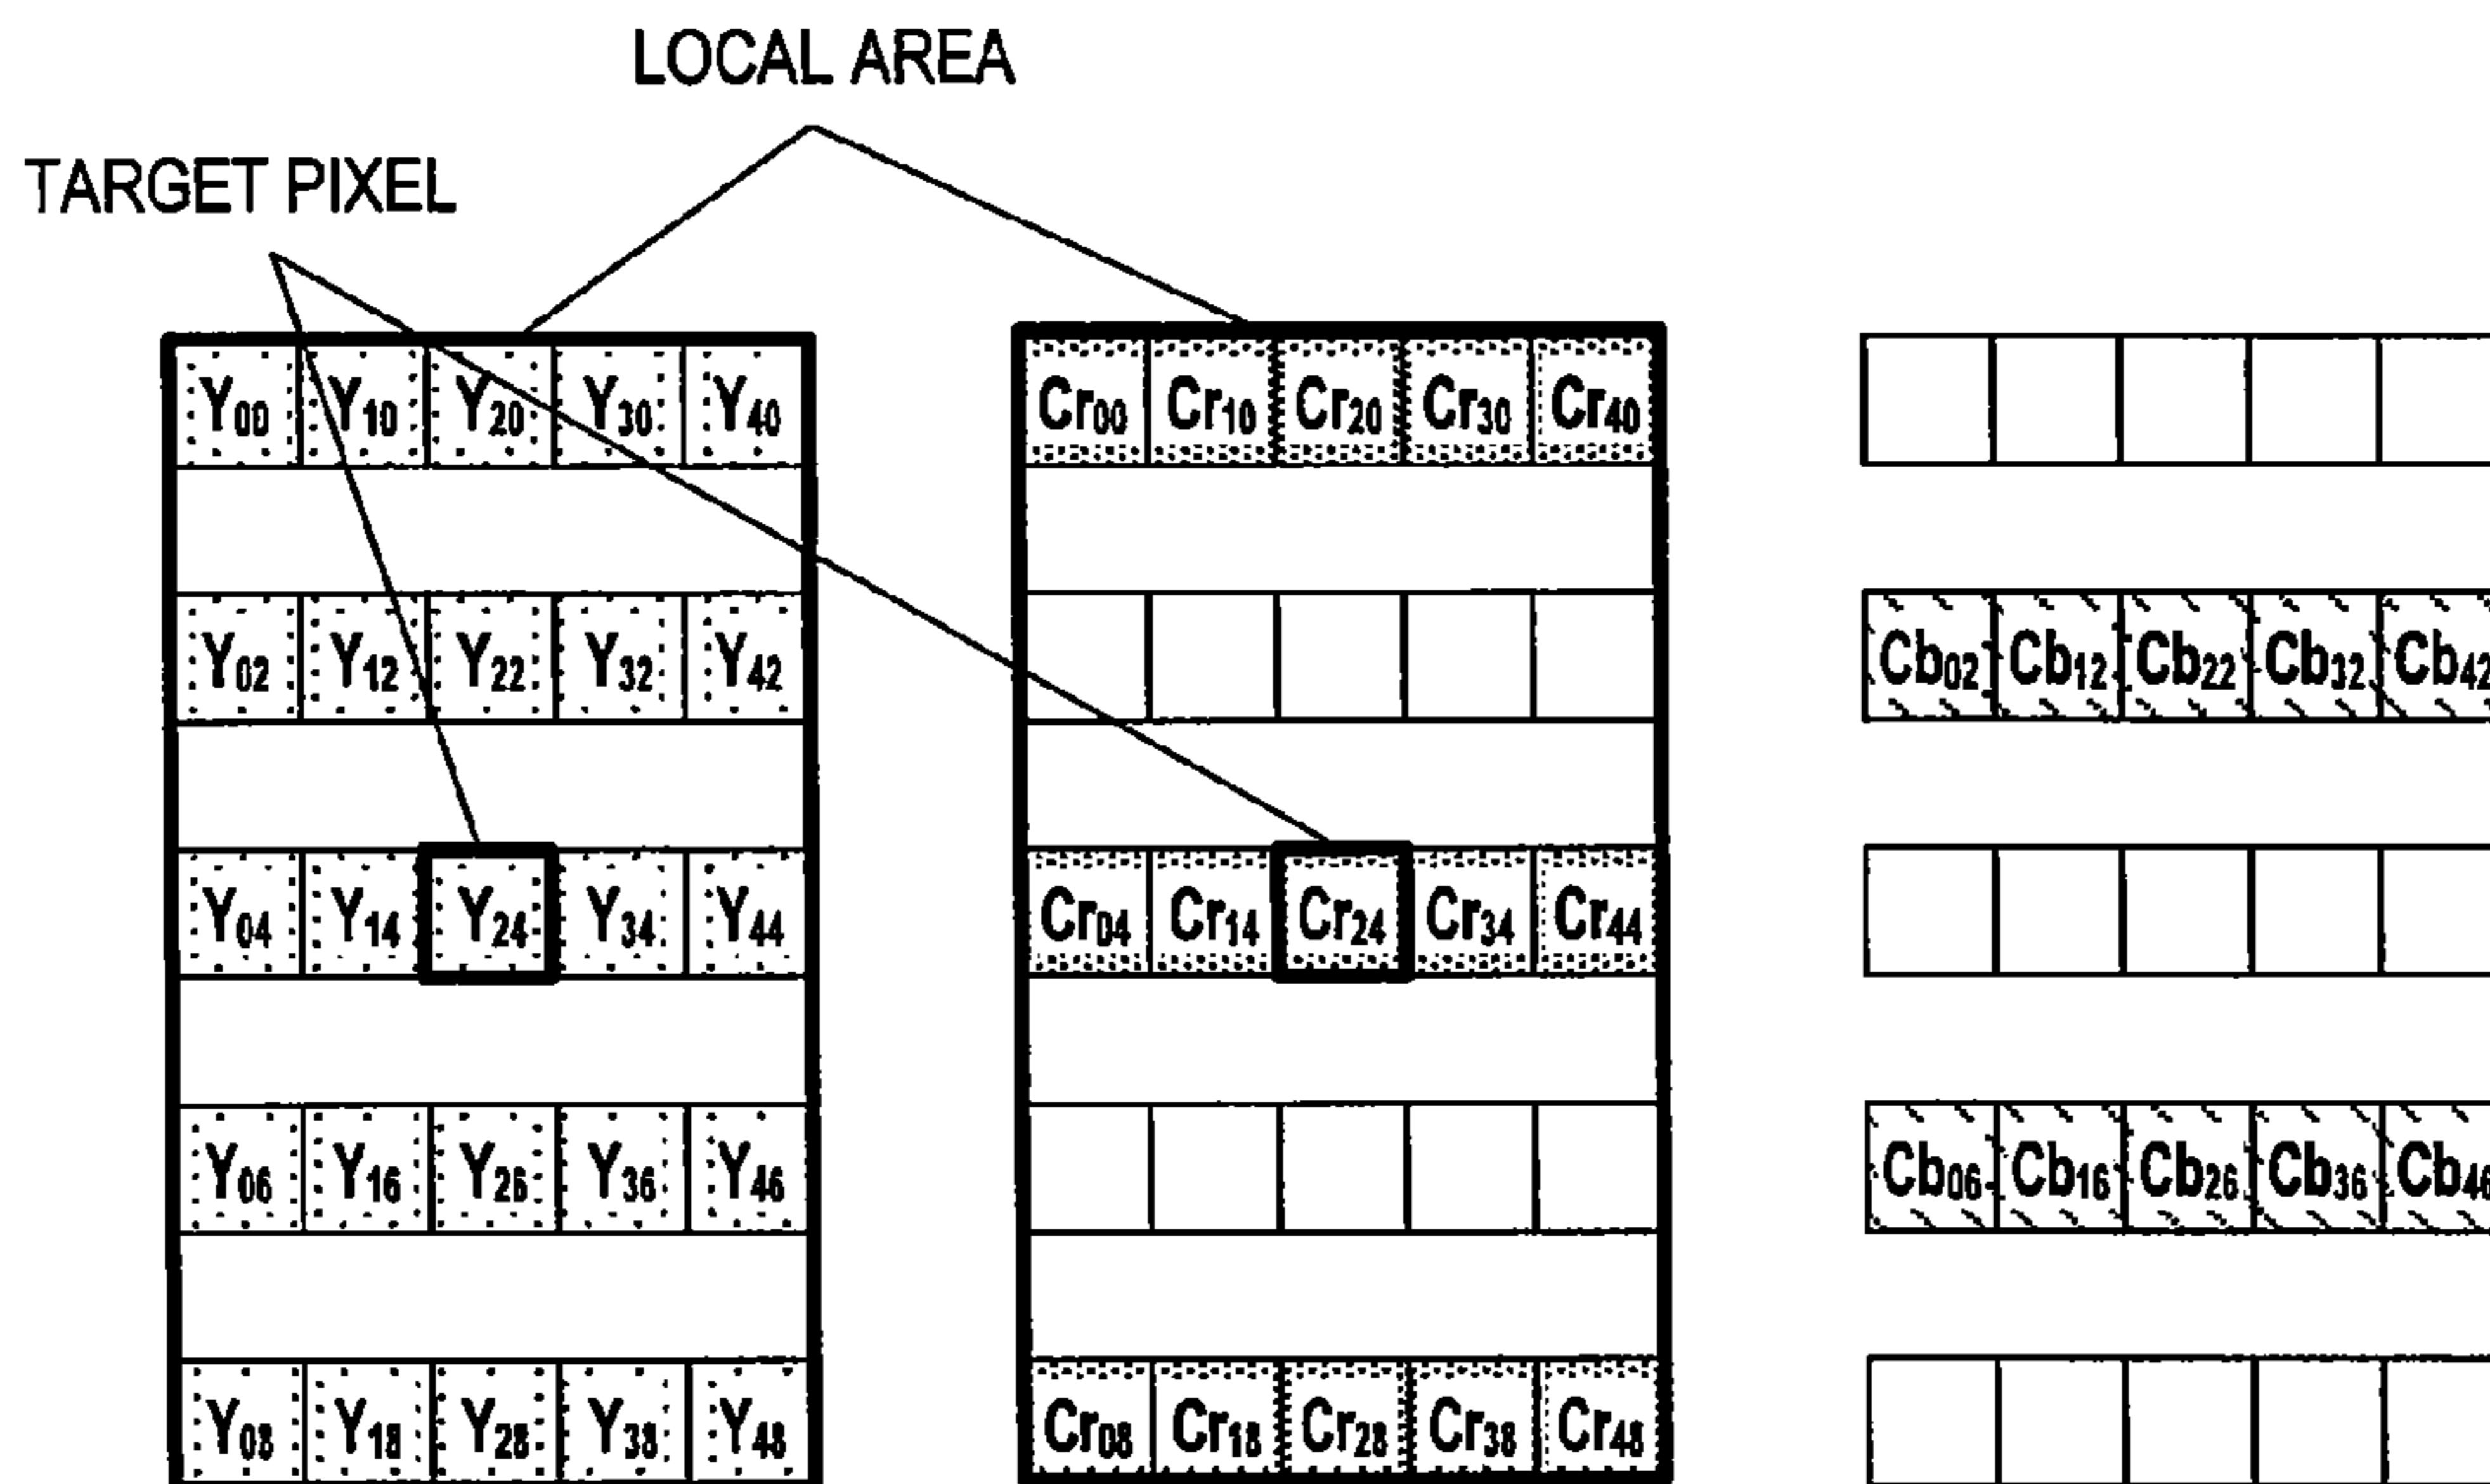 LOCAL AREA
TARGET PIXEL
Y00 Y10 Y20 Y30 Y40 Cr00 Cr10 Cr20 Cr30 Cr40
Y02 Y12 Y22 Y32 Y42 Cb02 Cb12 Cb22 Cb32 Cb42
Y04 Y14 Y24 Y34 Y44 Cr04 Cr14 Cr24 Cr34 Cr44
Y06 Y16 Y26 Y36 Y46 Cb06 Cb16 Cb26 Cb36 Cb46
Y08 Y18 Y28 Y38 Y48 Cr08 Cr18 Cr28 Cr38 Cr48